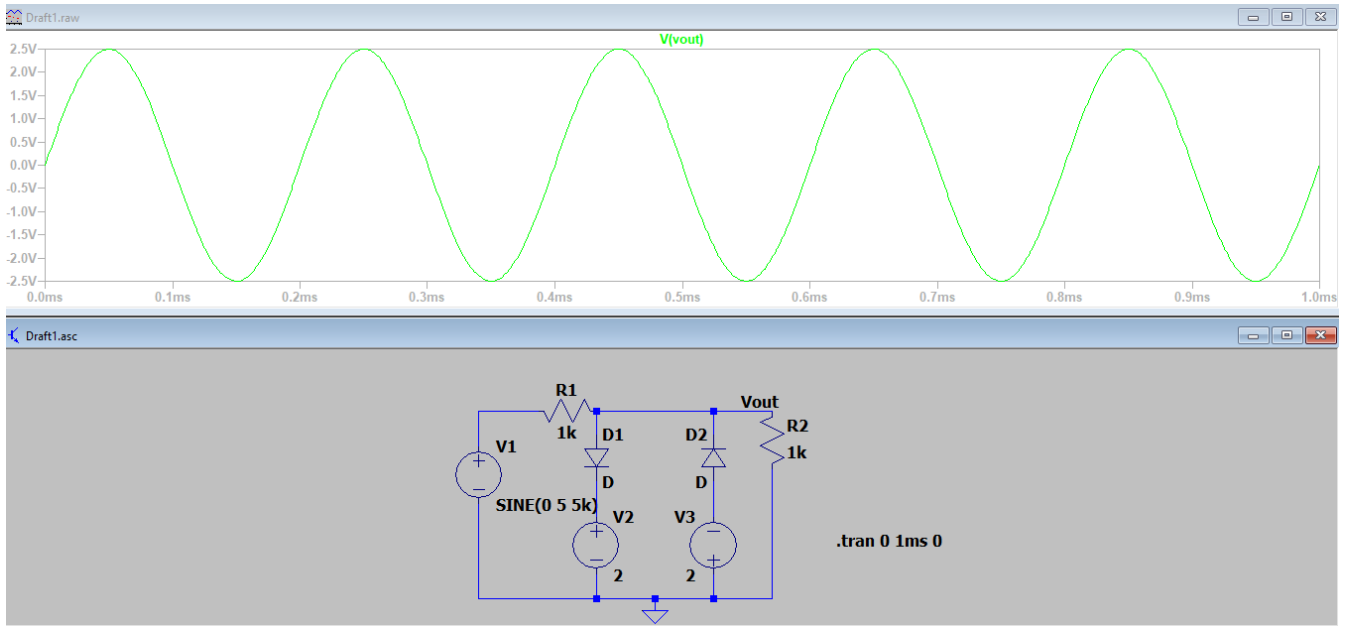 Draft1.raw
V(vout)
2.5V
2.0V
1.5V
1.0V
0.5V
0.0V
-0.5V
-1.0V
-1.5V
-2.0V
-2.5V
0.0ms 0.1ms 0.2ms 0.3ms 0.4ms 0.5ms 0.6ms 0.7ms 0.8ms 0.9ms 1.0ms
Draft1.asc
R1
1k
Vout
R2
1k
V1
SINE(0 5 5k)
D1
D
D2
D
V2
2
V3
2
.tran 0 1ms 0